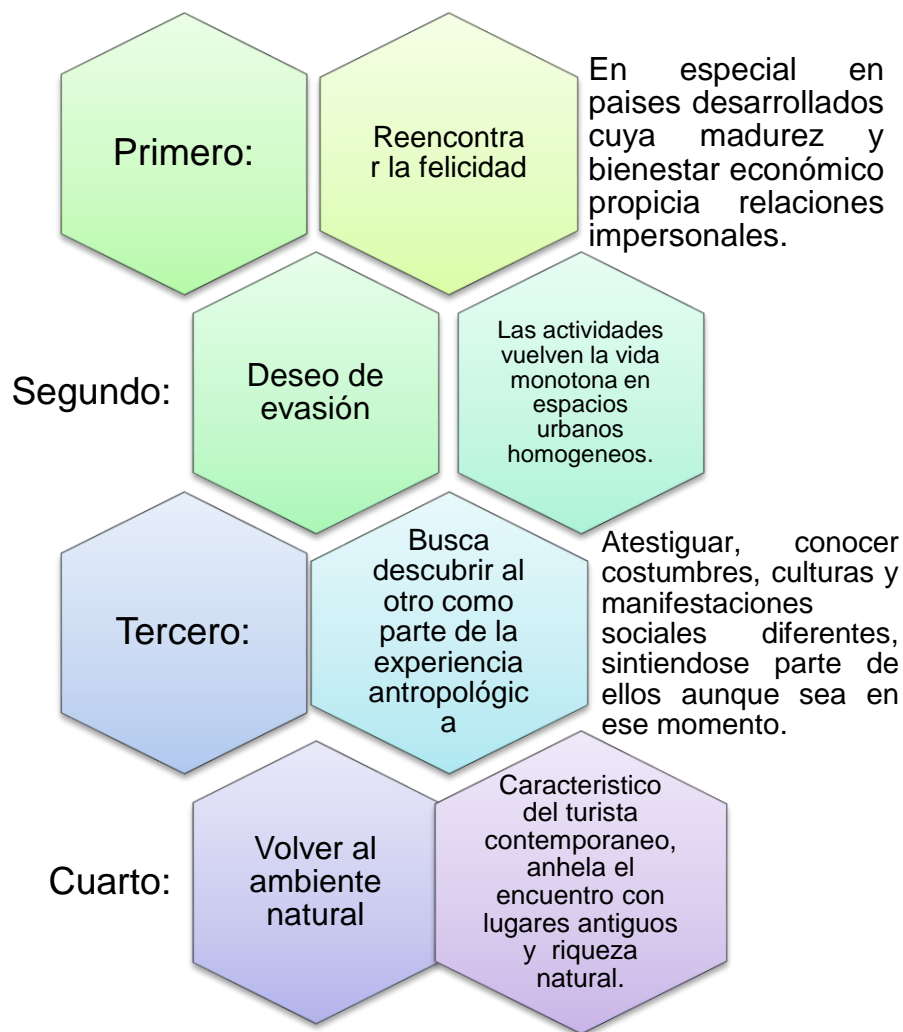 Primero:
Reencontra
r la felicidad
En especial en
paises desarrollados
cuya madurez y
bienestar económico
propicia relaciones
impersonales.
Segundo:
Deseo de
evasión
Las actividades
vuelven la vida
monotona en
espacios
urbanos
homogeneos.
Tercero:
Busca
descubrir al
otro como
parte de la
experiencia
antropológic
a
Atestiguar, conocer
costumbres, culturas y
manifestaciones
sociales diferentes,
sintiendose parte de
ellos aunque sea en
ese momento.
Cuarto:
Volver al
ambiente
natural
Caracteristico
del turista
contemporaneo,
anhela el
encuentro con
lugares antiguos
y riqueza
natural.